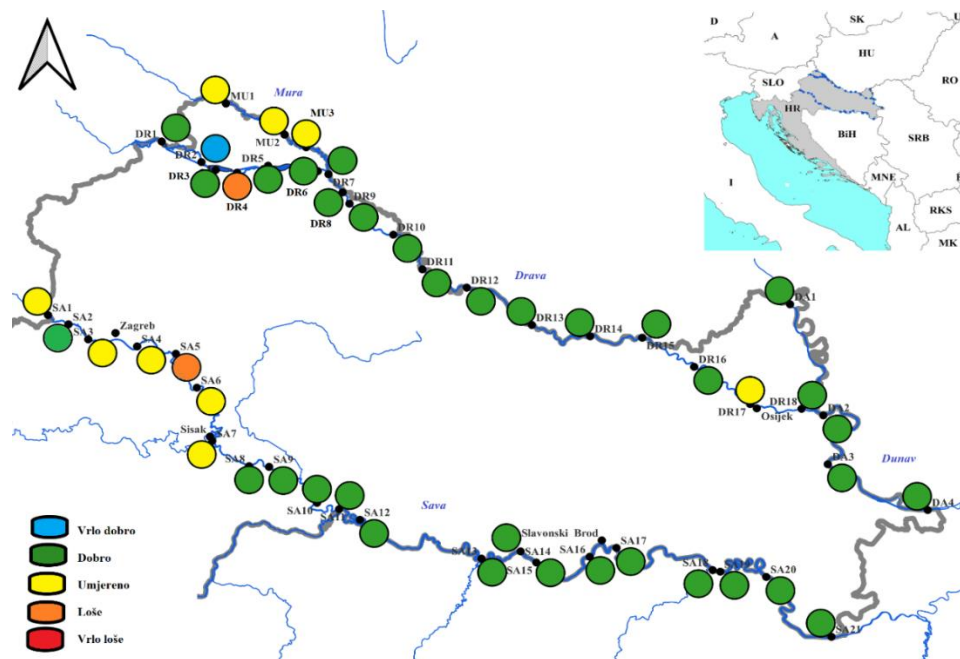 D
A
SK
U
HU
SLO
RO
HR
BiH
SRB
I
MNE
RKS
AL
MK
Mura
MU1
MU2
MU3
DR1
DR2
DR3
DR4
DR5
DR6
DR7
DR8
DR9
DR10
DR11
DR12
Drava
DR13
DR14
DR15
DR16
DR17
Osijek
DR18
DA1
DA2
DA3
Dunav
DA4
SA1
SA2
SA3
Zagreb
SA4
SA5
SA6
Sisak
SA7
SA8
SA9
SA10
SA12
Sava
SA13
SA14
SA15
Slavonski Brod
SA16
SA17
SA20
SA21
Vrlo dobro
Dobro
Umjereno
Loše
Vrlo loše